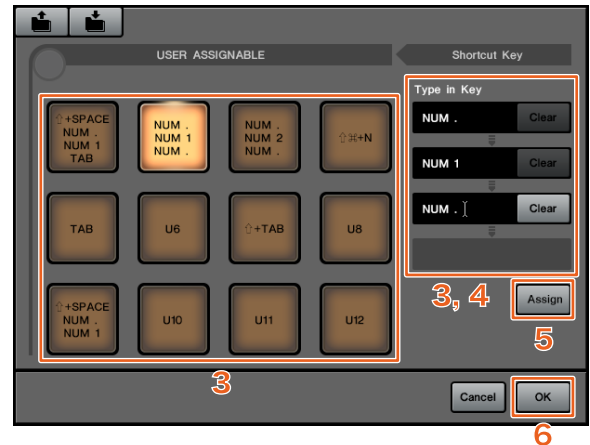 USER ASSIGNABLE
Shortcut Key
Type in Key
NUM .
Clear
NUM 1
Clear
NUM .
Clear
⇧+SPACE
NUM .
NUM 1
TAB
NUM .
NUM 1
NUM .
NUM .
NUM 2
NUM .
⇧⌘+N
TAB
U6
⇧+TAB
U8
⇧+SPACE
NUM .
NUM 1
U10
U11
U12
3, 4
Assign
5
3
Cancel
OK
6